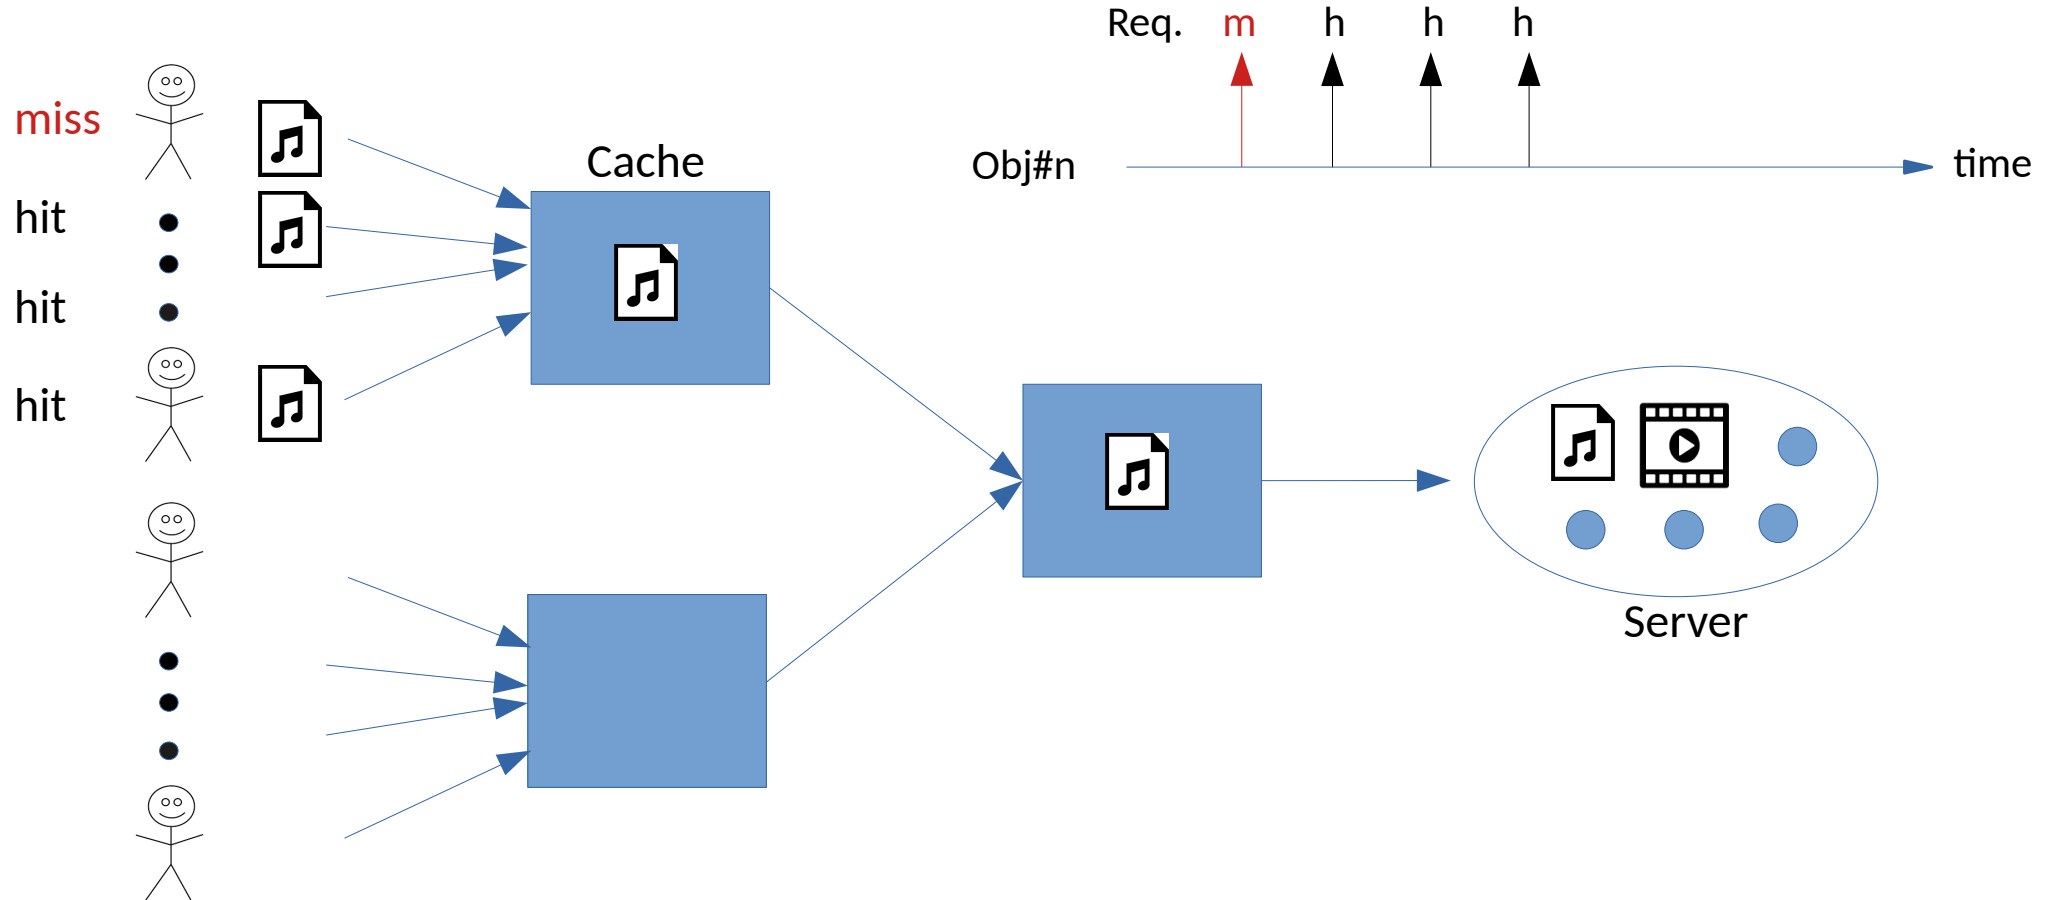 Req. m h h h
miss
Cache
Obj#n
time
hit
hit
hit
Server